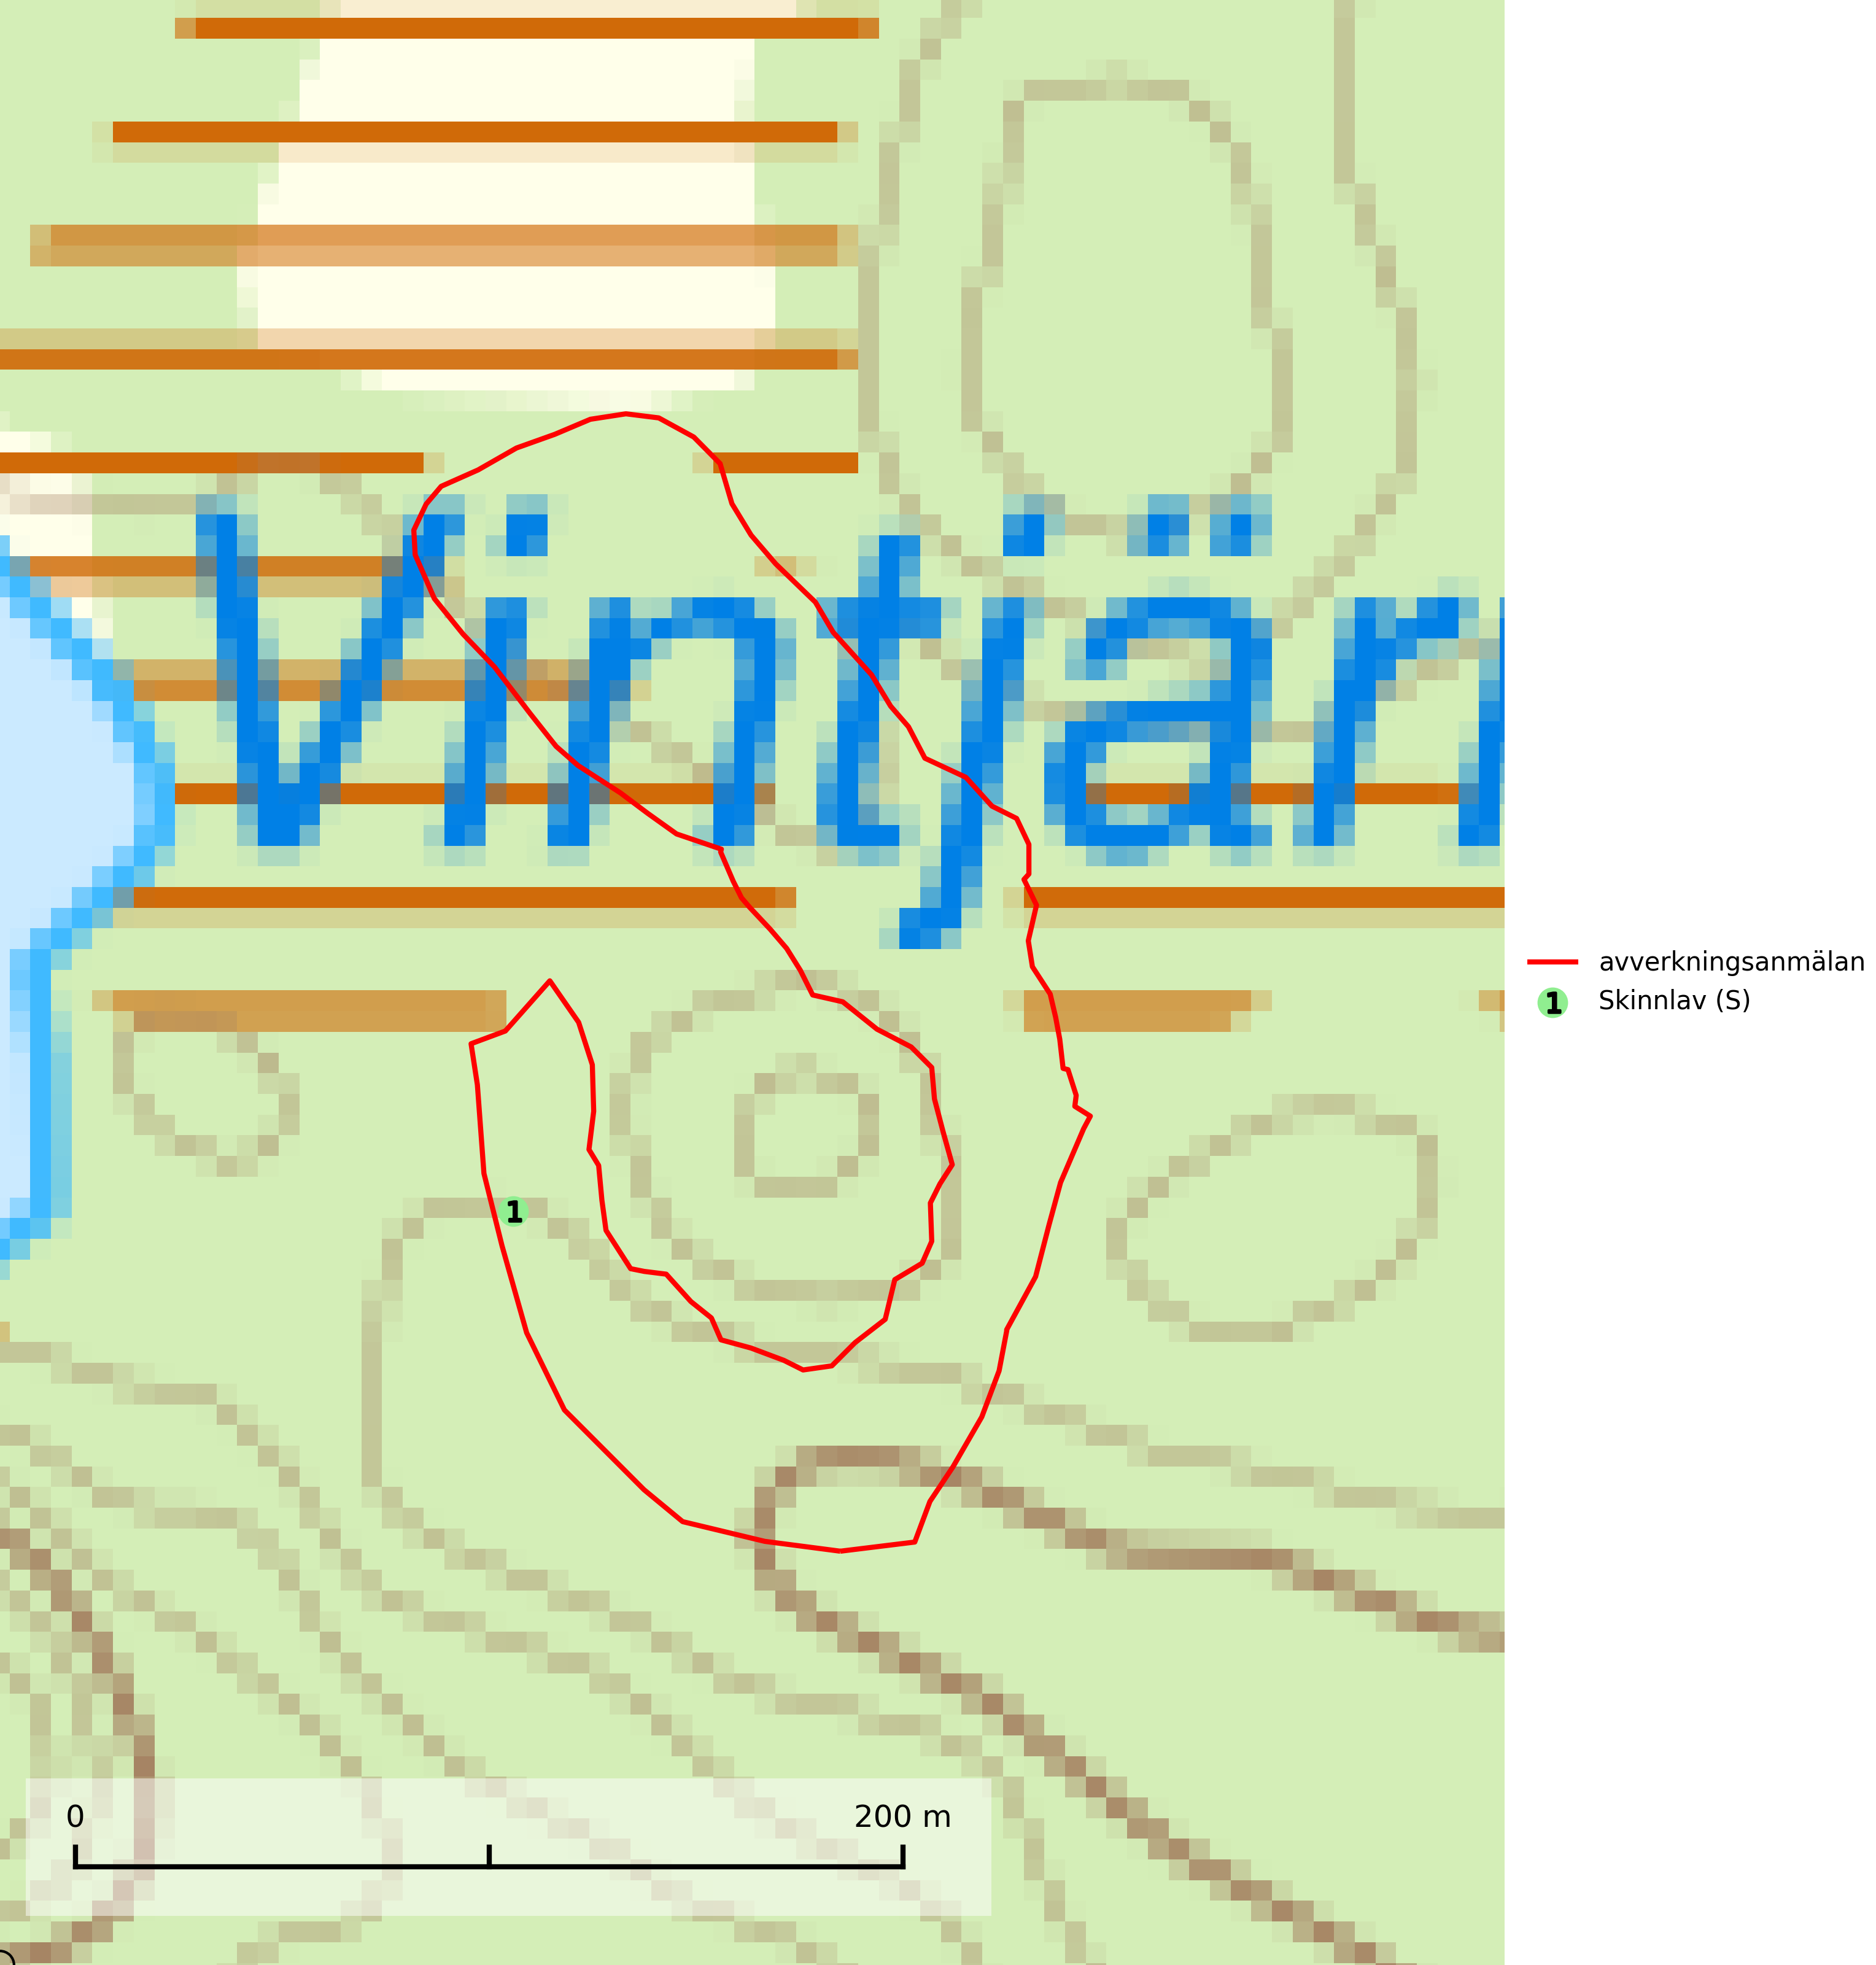 Vintjärn
avverkningsanmälan
1 Skinnlav (S)
1
0 200 m